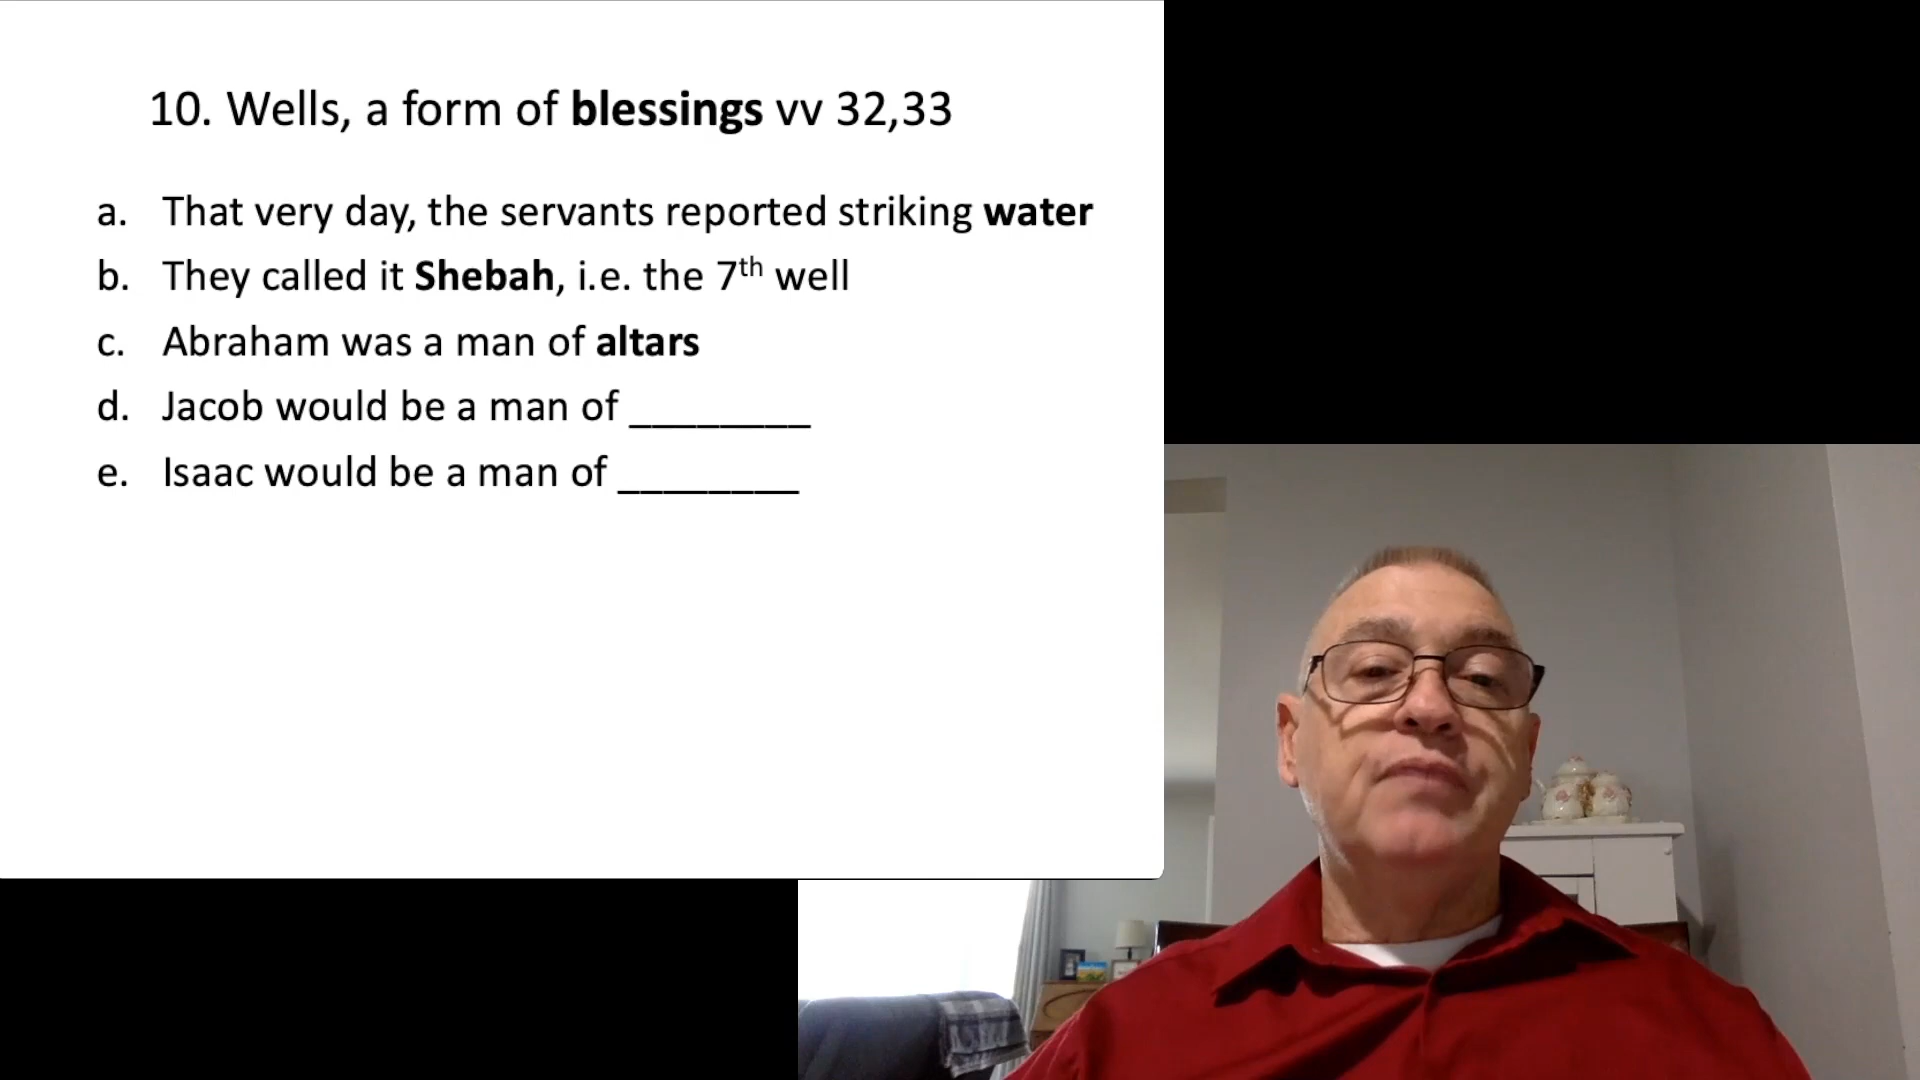 10. Wells, a form of blessings vv 32,33
a. That very day, the servants reported striking water
b. They called it Shebah, i.e. the 7th well
c. Abraham was a man of altars
d. Jacob would be a man of ________
e. Isaac would be a man of ________